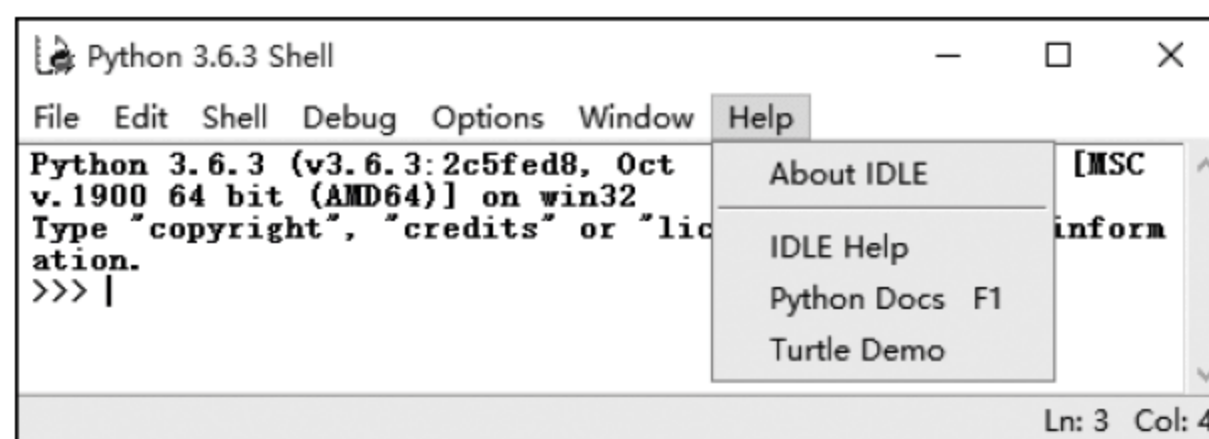 Python 3.6.3 Shell
File Edit Shell Debug Options Window Help
Python 3.6.3 (v3.6.3:2c5fed8, Oct [MSC
v.1900 64 bit (AMD64)] on win32
Type "copyright", "credits" or "lic inform
ation.
>>>
About IDLE
IDLE Help
Python Docs F1
Turtle Demo
Ln: 3 Col: 4